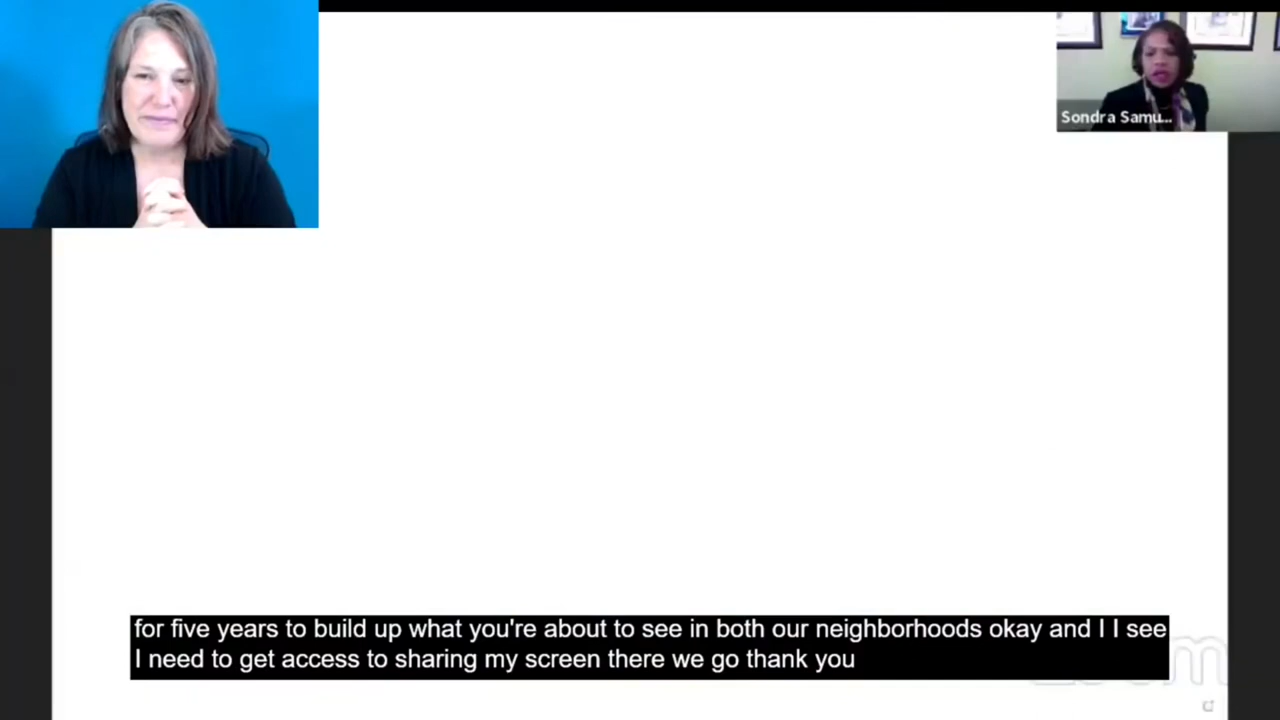 Sondra Samu...
for five years to build up what you're about to see in both our neighborhoods okay and I I see
I need to get access to sharing my screen there we go thank you